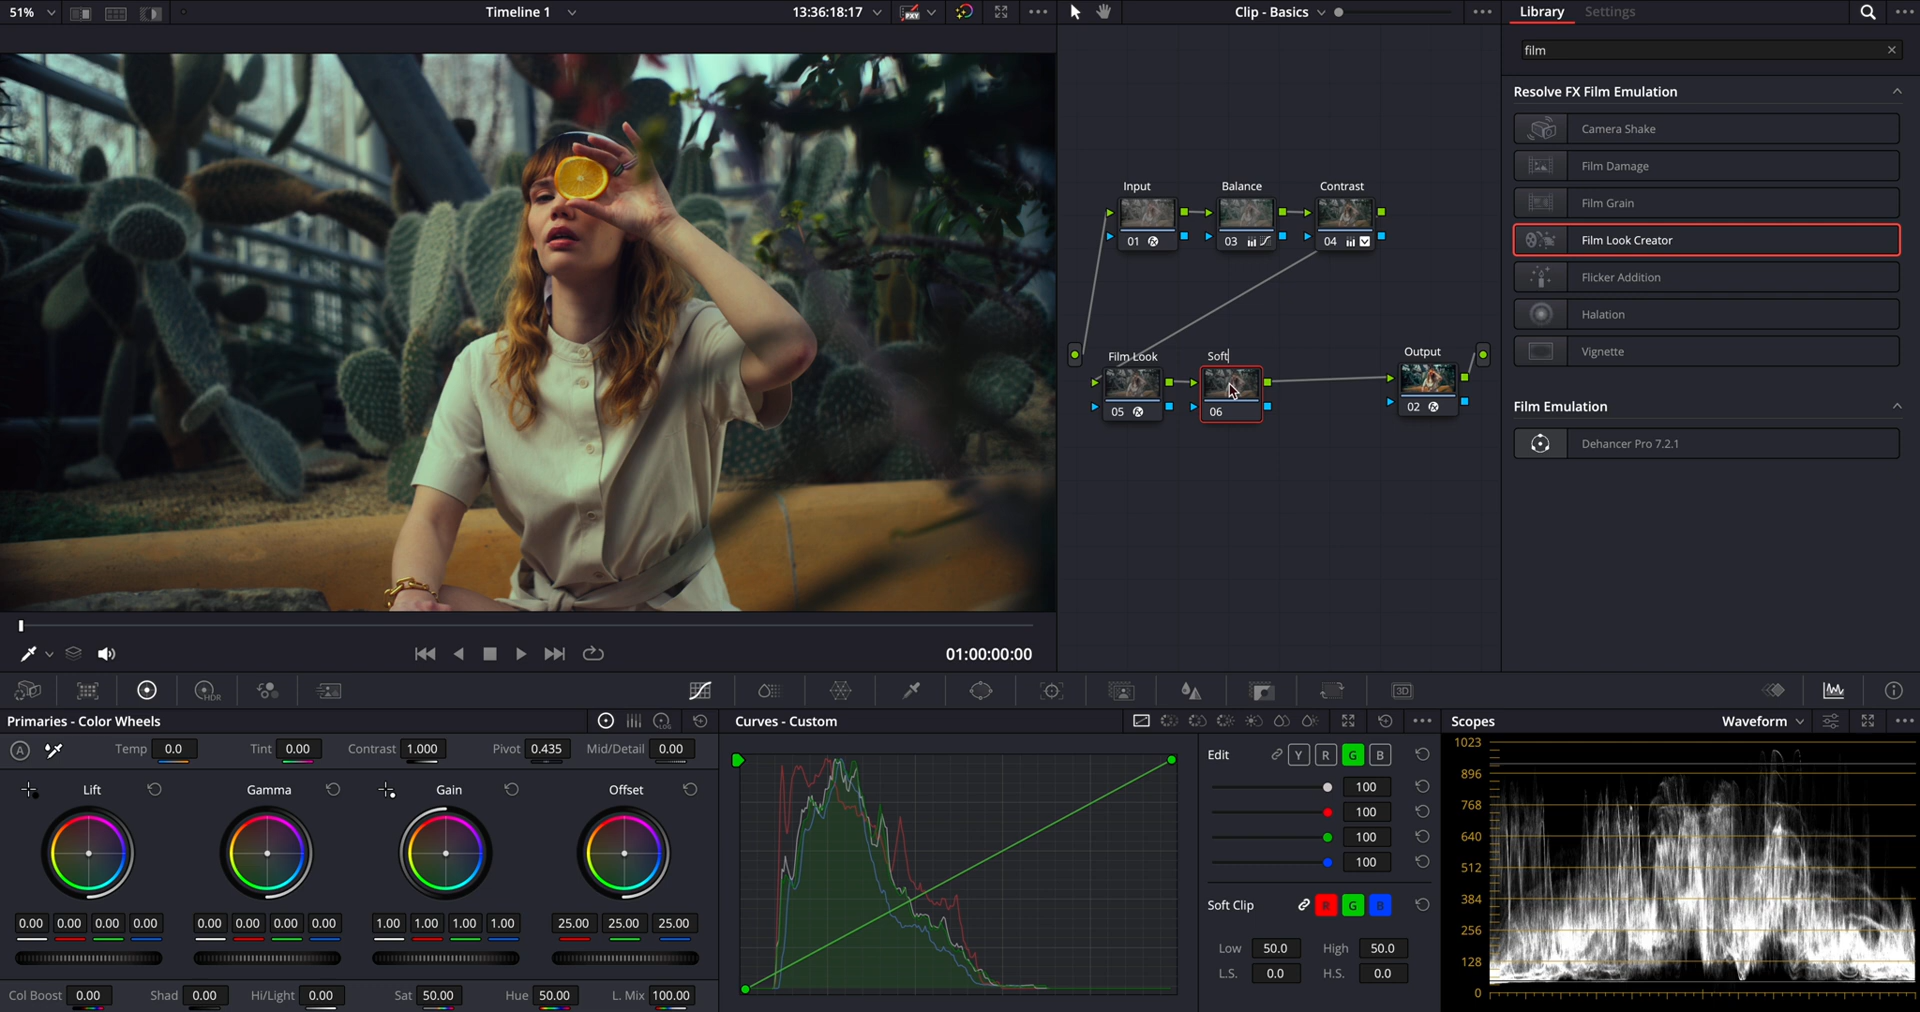 51%
Timeline 1
13:36:18:17
PXY
Clip - Basics
Library
Settings
film
Resolve FX Film Emulation
Camera Shake
Film Damage
Film Grain
Film Look Creator
Flicker Addition
Halation
Vignette
Film Emulation
Dehancer Pro 7.2.1
Input
Balance
Contrast
01
03
04
Film Look
Soft
Output
05
06
02
01:00:00:00
HDR
3D
Primaries - Color Wheels
LOG
Curves - Custom
Scopes
Waveform
A
Temp 0.0
Tint 0.00
Contrast 1.000
Pivot 0.435
Mid/Detail 0.00
Lift
Gamma
Gain
Offset
0.00 0.00 0.00 0.00
0.00 0.00 0.00 0.00
1.00 1.00 1.00 1.00
25.00 25.00 25.00
Col Boost 0.00
Shad 0.00
Hi/Light 0.00
Sat 50.00
Hue 50.00
L. Mix 100.00
Edit
Y R G B
100
100
100
100
Soft Clip
R G B
Low 50.0
High 50.0
L.S. 0.0
H.S. 0.0
1023
896
768
640
512
384
256
128
0